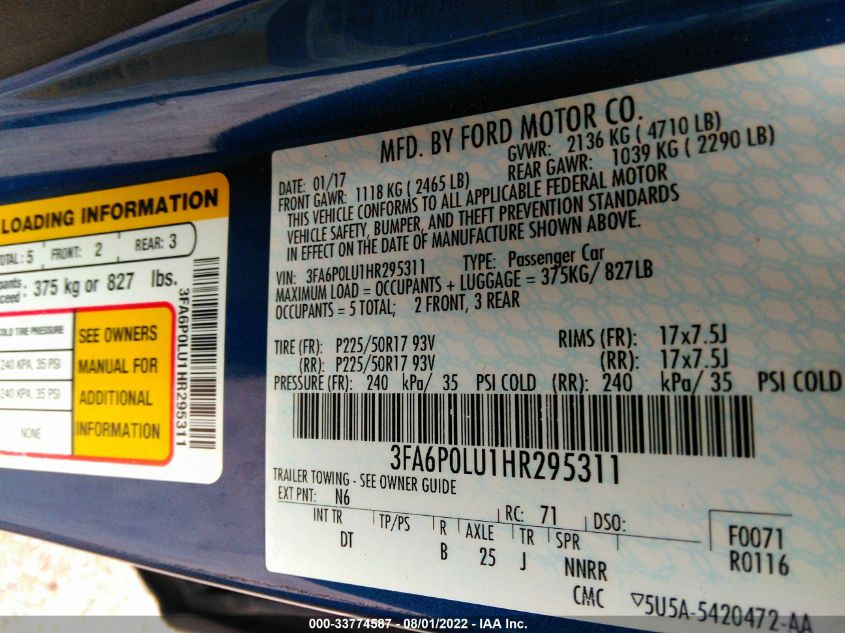 LOADING INFORMATION
OTAL: 5 FRONT: 2 REAR: 3
pants
ceed: 375 kg or 827 lbs.
COLD TIRE PRESSURE
240 KPA, 35 PSI
240 KPA, 35 PSI
NONE
SEE OWNERS
MANUAL FOR
ADDITIONAL
INFORMATION
3FA6P0LU1HR295311
MFD. BY FORD MOTOR CO.
DATE: 01/17 GVWR: 2136 KG ( 4710 LB)
FRONT GAWR: 1118 KG ( 2465 LB) REAR GAWR: 1039 KG ( 2290 LB)
THIS VEHICLE CONFORMS TO ALL APPLICABLE FEDERAL MOTOR
VEHICLE SAFETY, BUMPER, AND THEFT PREVENTION STANDARDS
IN EFFECT ON THE DATE OF MANUFACTURE SHOWN ABOVE.
VIN: 3FA6P0LU1HR295311 TYPE: Passenger Car
MAXIMUM LOAD = OCCUPANTS + LUGGAGE = 375KG/ 827LB
OCCUPANTS = 5 TOTAL; 2 FRONT, 3 REAR
TIRE (FR): P225/50R17 93V RIMS (FR): 17x7.5J
(RR): P225/50R17 93V (RR): 17x7.5J
PRESSURE (FR): 240 kPa/ 35 PSI COLD (RR): 240 kPa/ 35 PSI COLD
3FA6P0LU1HR295311
TRAILER TOWING - SEE OWNER GUIDE
EXT PNT: N6 RC: 71 DSO:
INT TR TP/PS R AXLE TR SPR
DT B 25 J NNRR
CMC
F0071
R0116
▽5U5A-5420472-AA
000-33774587 - 08/01/2022 - IAA Inc.